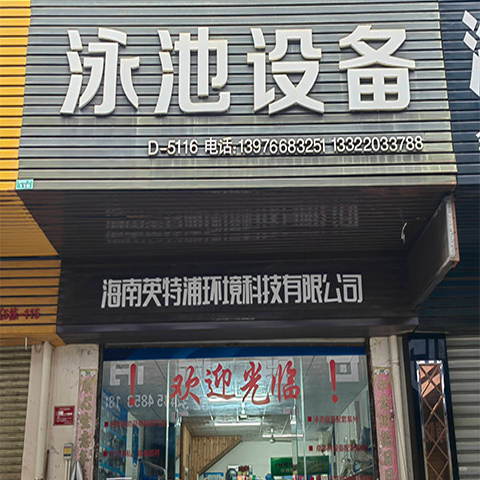 泳池设备
D-5116 电话:13976683251 13322033788
海南英特浦环境科技有限公司
！欢迎光临！